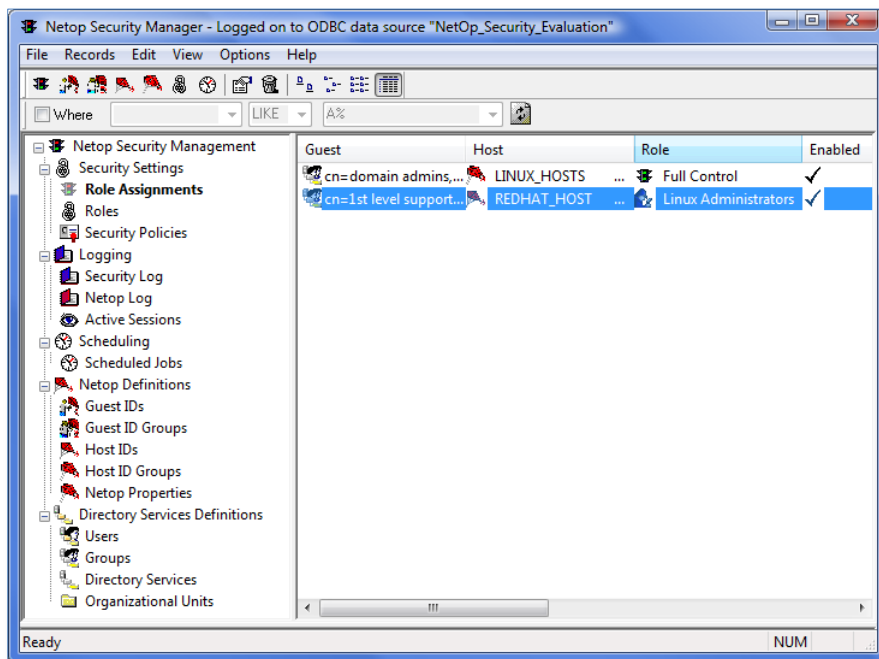 Netop Security Manager - Logged on to ODBC data source "NetOp_Security_Evaluation"
File Records Edit View Options Help
Where LIKE A%
Netop Security Management
Security Settings
Role Assignments
Roles
Security Policies
Logging
Security Log
Netop Log
Active Sessions
Scheduling
Scheduled Jobs
Netop Definitions
Guest IDs
Guest ID Groups
Host IDs
Host ID Groups
Netop Properties
Directory Services Definitions
Users
Groups
Directory Services
Organizational Units
Guest Host Role Enabled
cn=domain admins,... LINUX_HOSTS ... Full Control
cn=1st level support... REDHAT_HOST ... Linux Administrators
Ready NUM